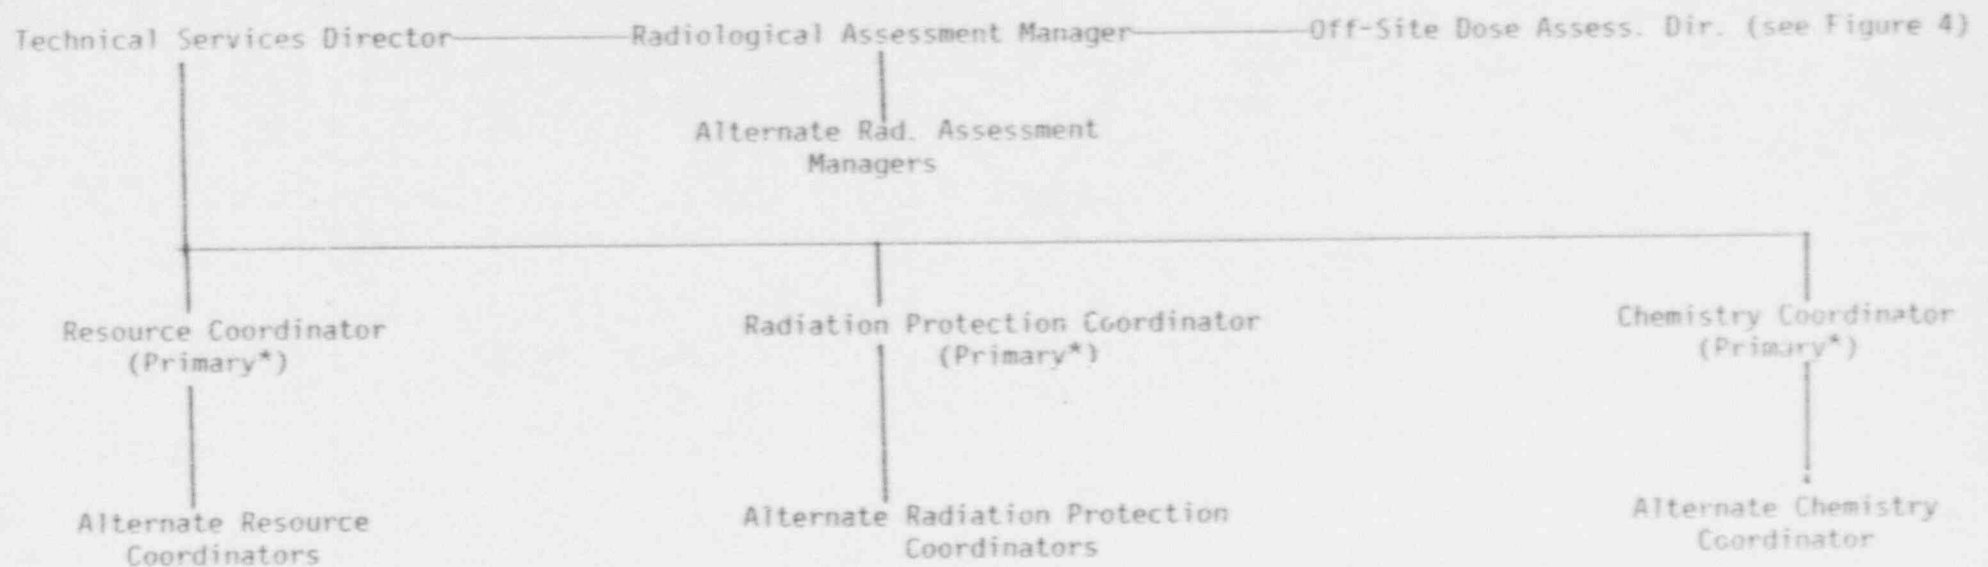 Technical Services Director
Radiological Assessment Manager
Off-Site Dose Assess. Dir. (see Figure 4)
Alternate Rad. Assessment
Managers
Resource Coordinator
(Primary*)
Radiation Protection Coordinator
(Primary*)
Chemistry Coordinator
(Primary*)
Alternate Resource
Coordinators
Alternate Radiation Protection
Coordinators
Alternate Chemistry
Coordinator